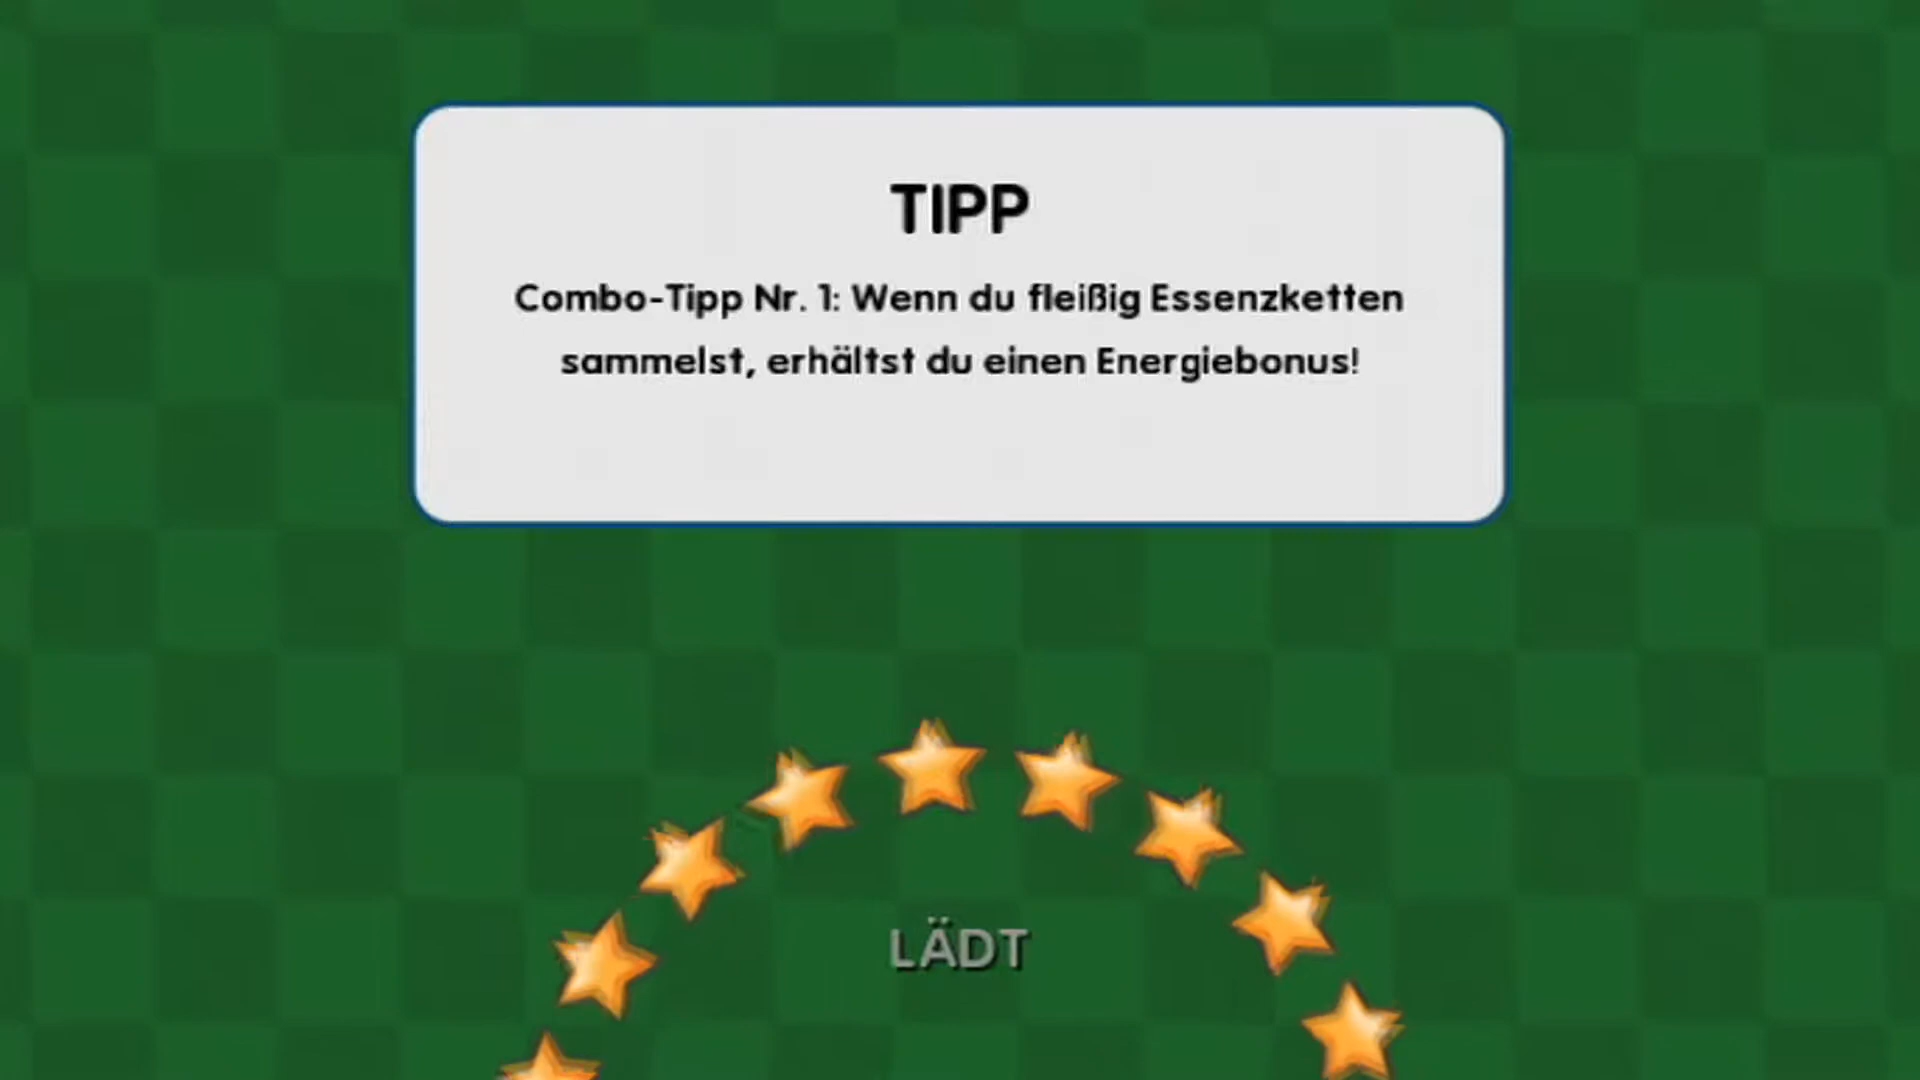 TIPP
Combo-Tipp Nr. 1: Wenn du fleißig Essenzketten
sammelst, erhältst du einen Energiebonus!
LÄDT